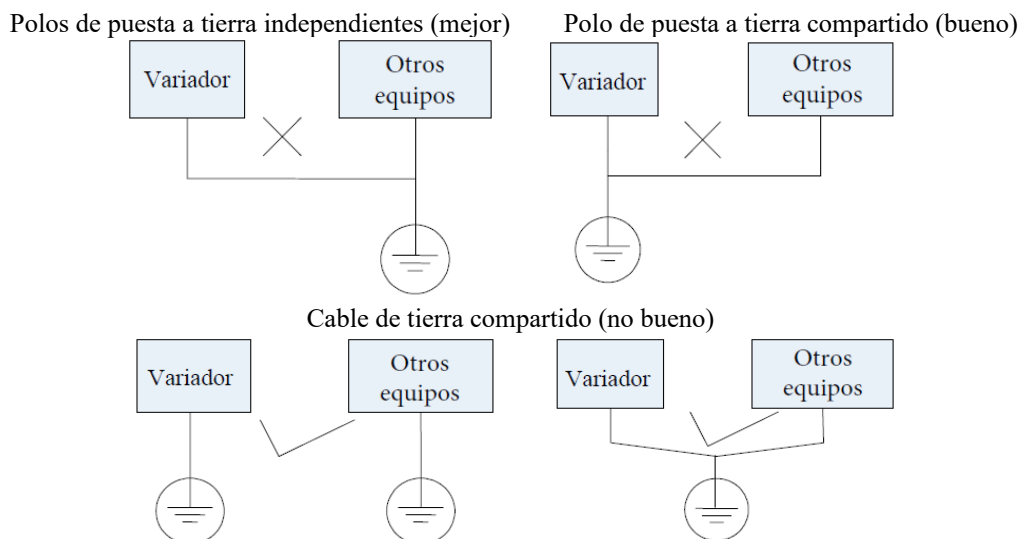 Polos de puesta a tierra independientes (mejor)
Polo de puesta a tierra compartido (bueno)
Variador
Otros
equipos
Variador
Otros
equipos
Cable de tierra compartido (no bueno)
Variador
Otros
equipos
Variador
Otros
equipos